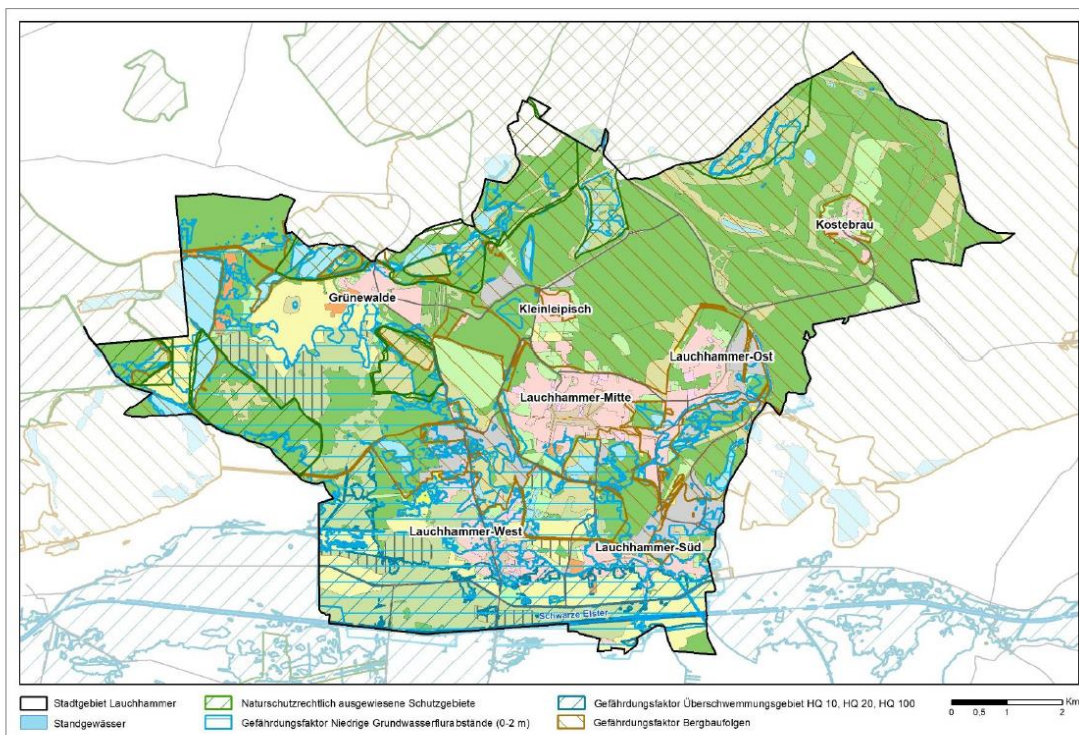 Kostebrau
Grünewalde
Kleinleipisch
Lauchhammer-Ost
Lauchhammer-Mitte
Lauchhammer-West
Lauchhammer-Süd
Schwarze Elster
Stadtgebiet Lauchhammer
Naturschutzrechtlich ausgewiesene Schutzgebiete
Gefährdungsfaktor Überschwemmungsgebiet HQ 10, HQ 20, HQ 100
Km
Standgewässer
Gefährdungsfaktor Niedrige Grundwasserflurabstände (0-2 m)
Gefährdungsfaktor Bergbaufolgen
0 0,5 1 2